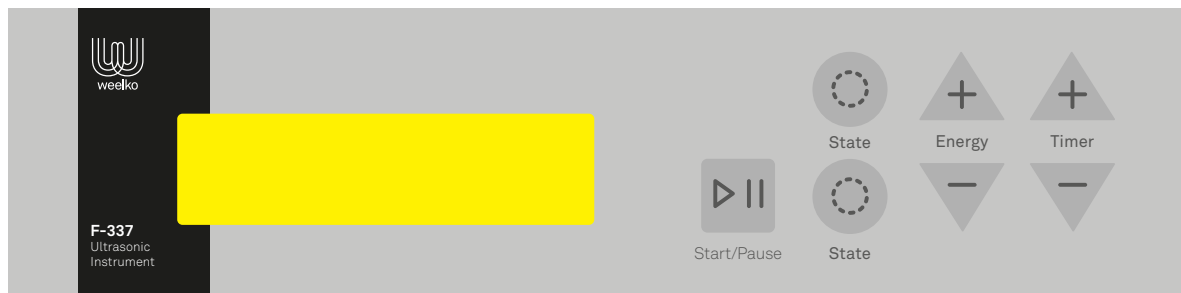 weelko
F-337
Ultrasonic
Instrument
Start/Pause
State
State
Energy
Timer